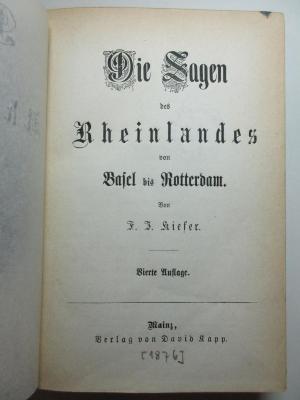 Die Sagen
des
Rheinlandes
von
Basel bis Rotterdam.
Von
F. J. Kiefer.
Vierte Auflage.
Mainz,
Verlag von David Kapp.
[1876]